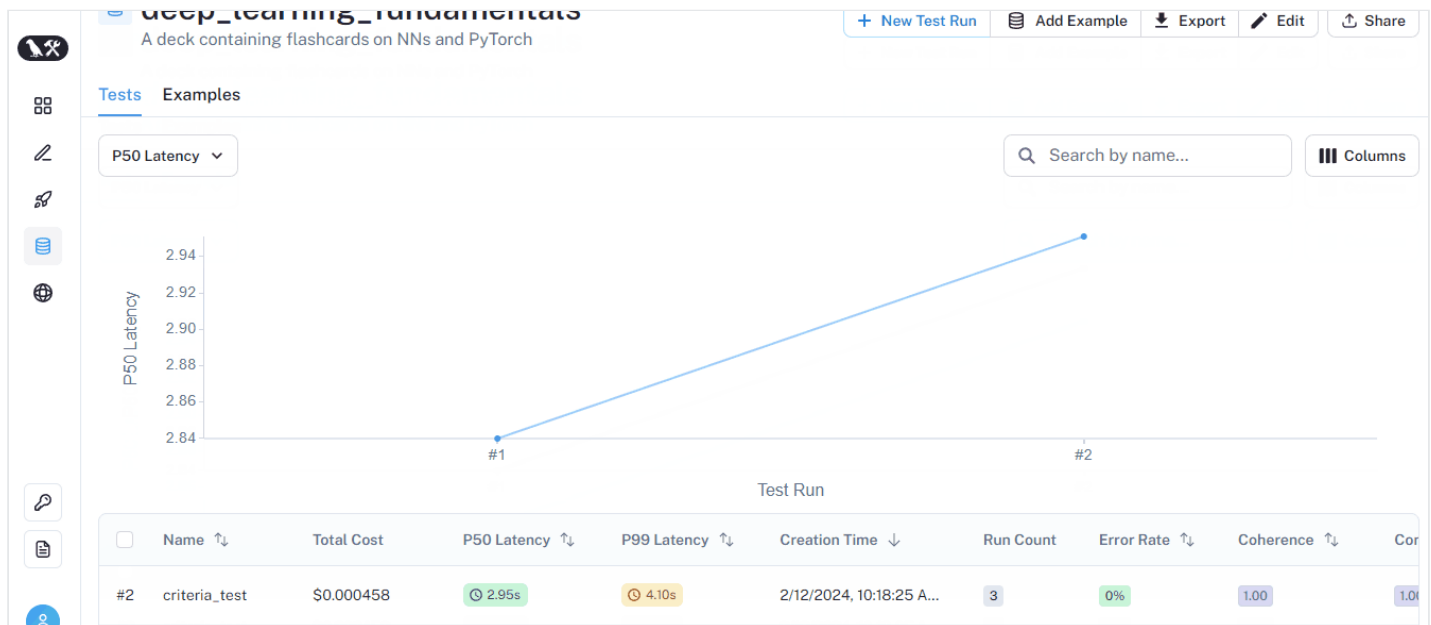 deep_learning_fundamentals
A deck containing flashcards on NNs and PyTorch
+ New Test Run
Add Example
Export
Edit
Share
Tests
Examples
P50 Latency
Search by name...
Columns
2.94
2.92
2.90
2.88
2.86
2.84
P50 Latency
#1
#2
Test Run
Name
Total Cost
P50 Latency
P99 Latency
Creation Time
Run Count
Error Rate
Coherence
#2
criteria_test
$0.000458
2.95s
4.10s
2/12/2024, 10:18:25 A...
3
0%
1.00